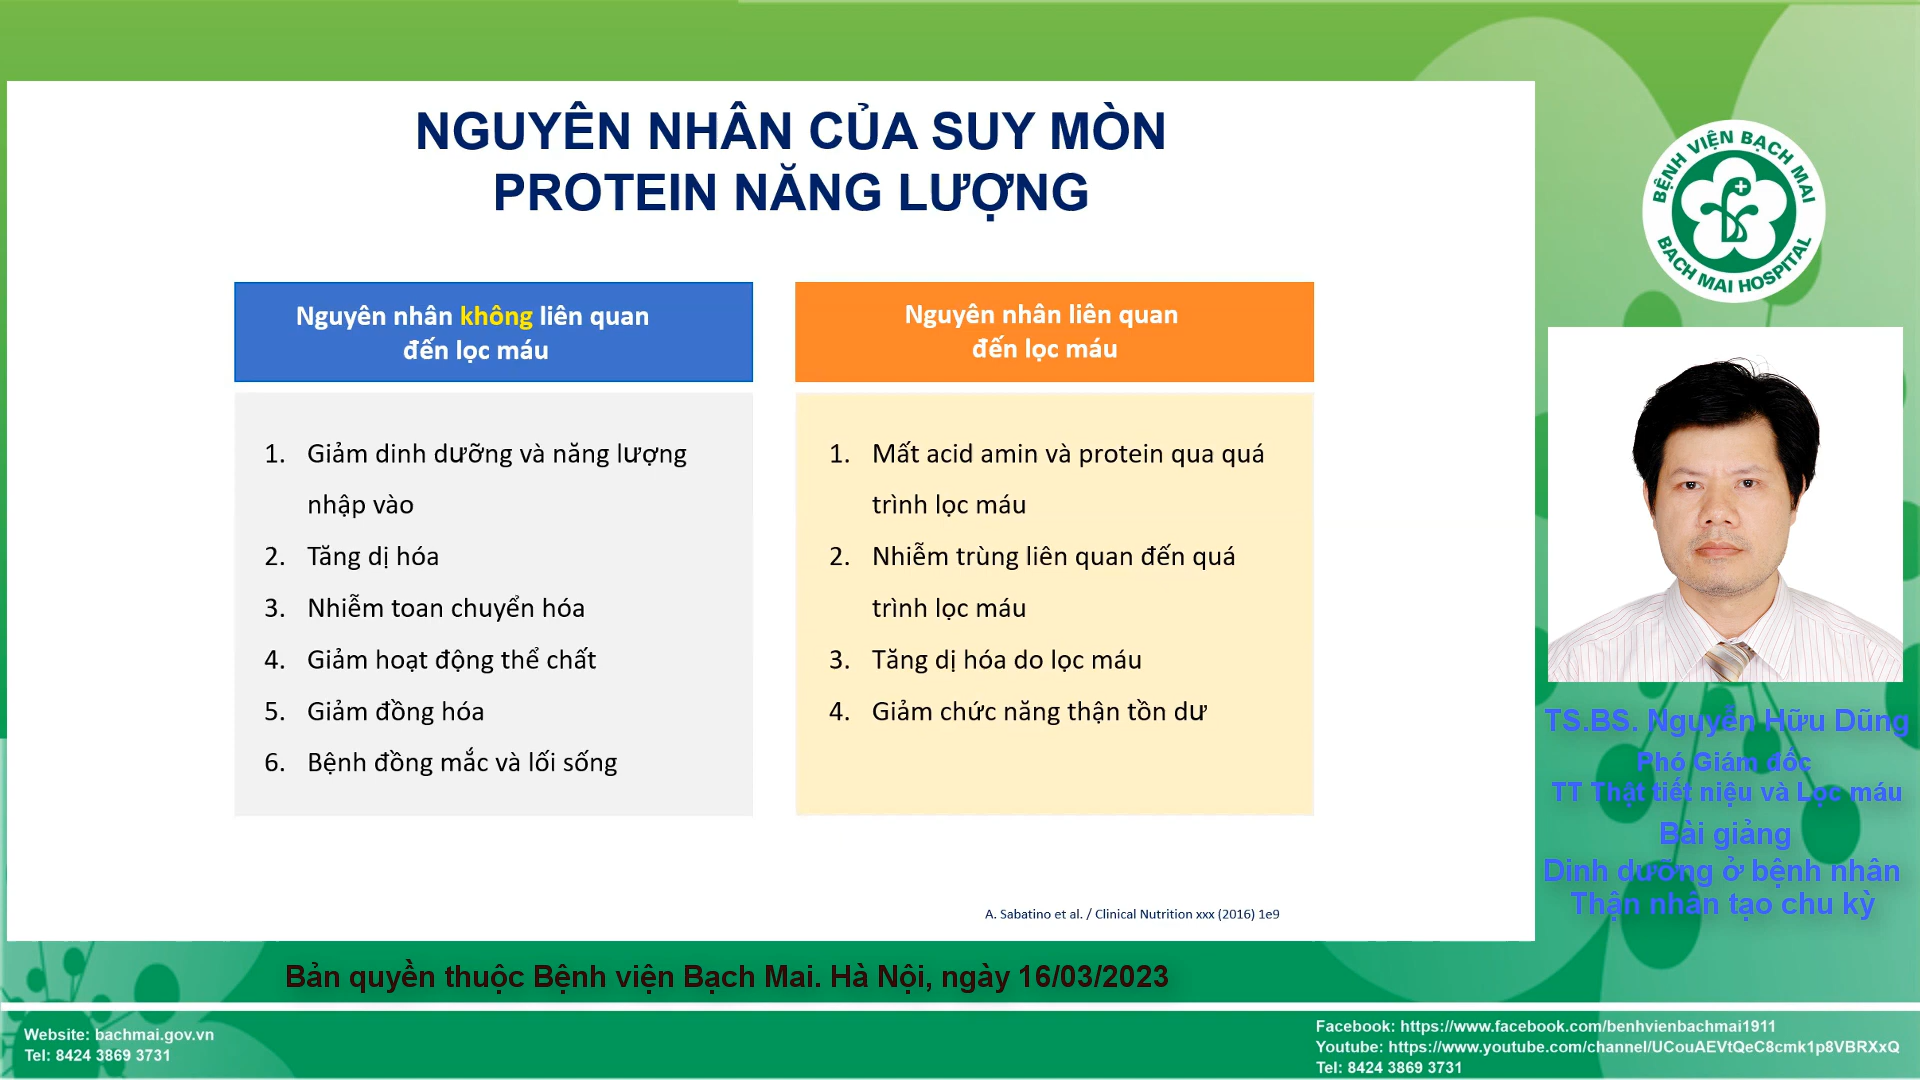 NGUYÊN NHÂN CỦA SUY MÒN
PROTEIN NĂNG LƯỢNG
Nguyên nhân không liên quan
đến lọc máu
1. Giảm dinh dưỡng và năng lượng
nhập vào
2. Tăng dị hóa
3. Nhiễm toan chuyển hóa
4. Giảm hoạt động thể chất
5. Giảm đồng hóa
6. Bệnh đồng mắc và lối sống
Nguyên nhân liên quan
đến lọc máu
1. Mất acid amin và protein qua quá
trình lọc máu
2. Nhiễm trùng liên quan đến quá
trình lọc máu
3. Tăng dị hóa do lọc máu
4. Giảm chức năng thận tồn dư
A. Sabatino et al. / Clinical Nutrition xxx (2016) 1e9
BỆNH VIỆN BẠCH MAI
BACH MAI HOSPITAL
TS.BS. Nguyễn Hữu Dũng
Phó Giám đốc
TT Thật tiết niệu và Lọc máu
Bài giảng
Dinh dưỡng ở bệnh nhân
Thận nhân tạo chu kỳ
Bản quyền thuộc Bệnh viện Bạch Mai. Hà Nội, ngày 16/03/2023
Website: bachmai.gov.vn
Tel: 8424 3869 3731
Facebook: https://www.facebook.com/benhvienbachmai1911
Youtube: https://www.youtube.com/channel/UCouAEVtQeC8cmk1p8VBRXxQ
Tel: 8424 3869 3731